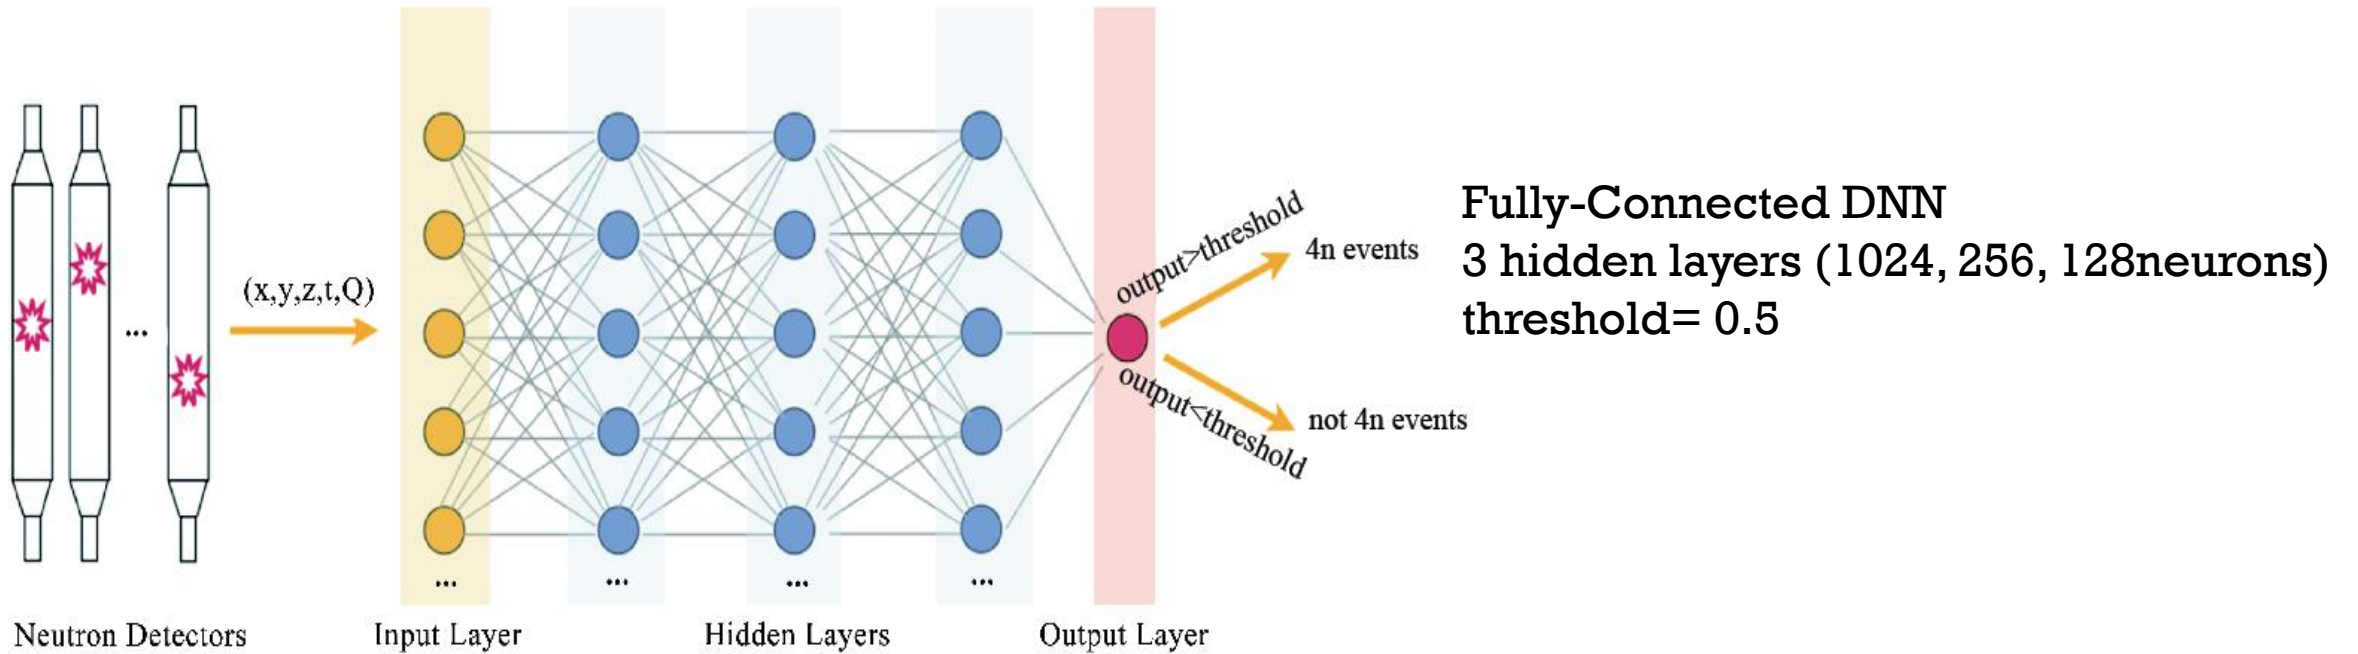 ...
(x,y,z,t,Q)
... ... ... ...
output>threshold
output<threshold
4n events
not 4n events
Fully-Connected DNN
3 hidden layers (1024, 256, 128neurons)
threshold= 0.5
Neutron Detectors
Input Layer
Hidden Layers
Output Layer